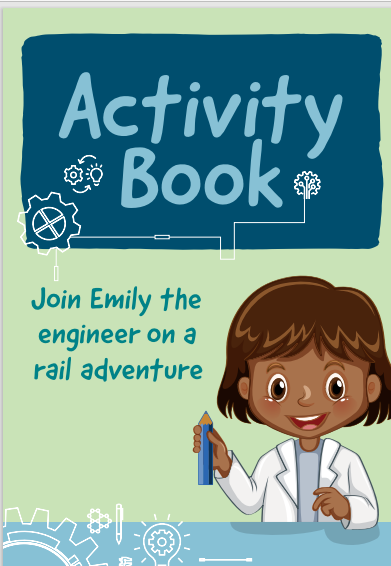 Activity
Book
Join Emily the
engineer on a
rail adventure